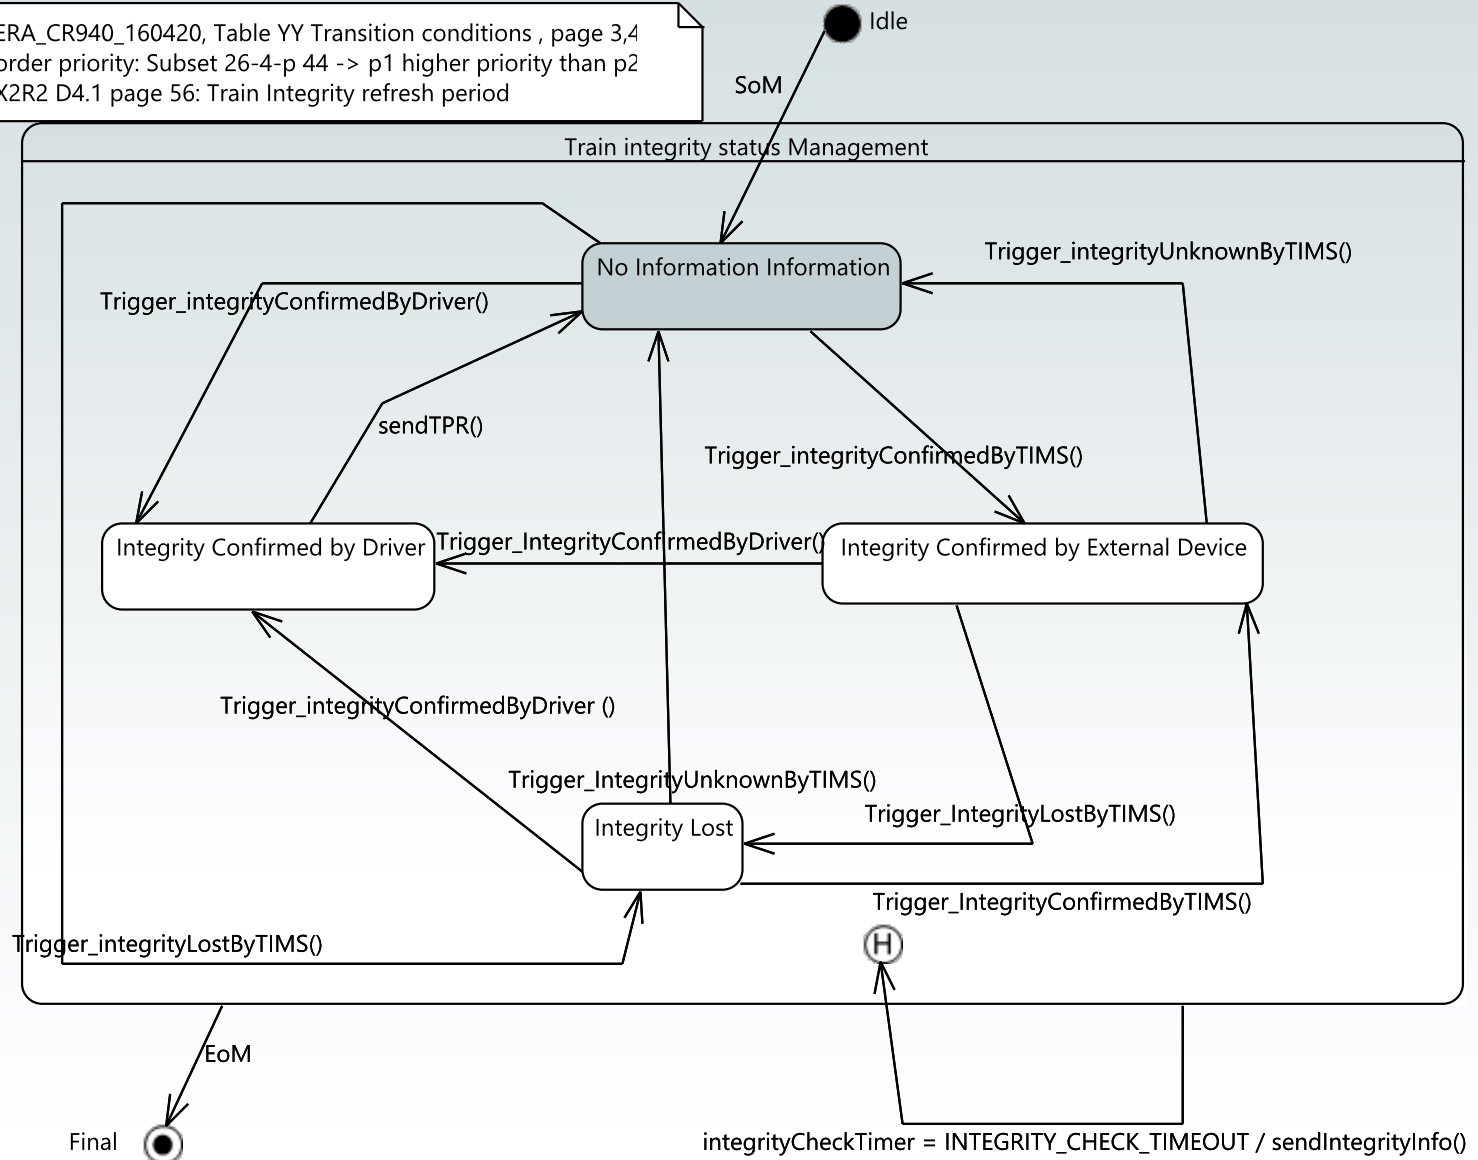 ERA_CR940_160420, Table YY Transition conditions , page 3,4
order priority: Subset 26-4-p 44 -> p1 higher priority than p2
X2R2 D4.1 page 56: Train Integrity refresh period
Idle
SoM
Train integrity status Management
No Information Information
Trigger_integrityUnknownByTIMS()
Trigger_integrityConfirmedByDriver()
sendTPR()
Trigger_integrityConfirmedByTIMS()
Integrity Confirmed by Driver
Trigger_IntegrityConfirmedByDriver()
Integrity Confirmed by External Device
Trigger_integrityConfirmedByDriver ()
Trigger_IntegrityUnknownByTIMS()
Integrity Lost
Trigger_IntegrityLostByTIMS()
Trigger_IntegrityConfirmedByTIMS()
Trigger_integrityLostByTIMS()
H
EoM
Final
integrityCheckTimer = INTEGRITY_CHECK_TIMEOUT / sendIntegrityInfo()